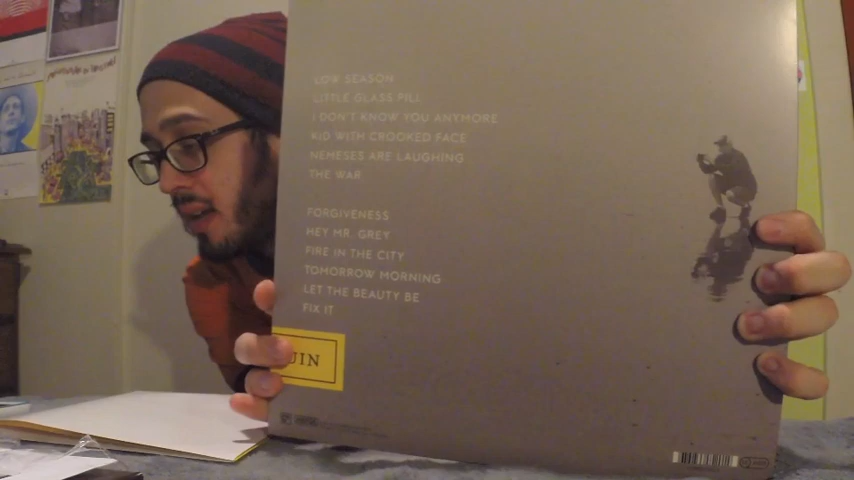 LOW SEASON
LITTLE GLASS PILL
I DON'T KNOW YOU ANYMORE
KID WITH CROOKED FACE
NEMESES ARE LAUGHING
THE WAR
FORGIVENESS
HEY MR. GREY
FIRE IN THE CITY
TOMORROW MORNING
LET THE BEAUTY BE
FIX IT
UIN